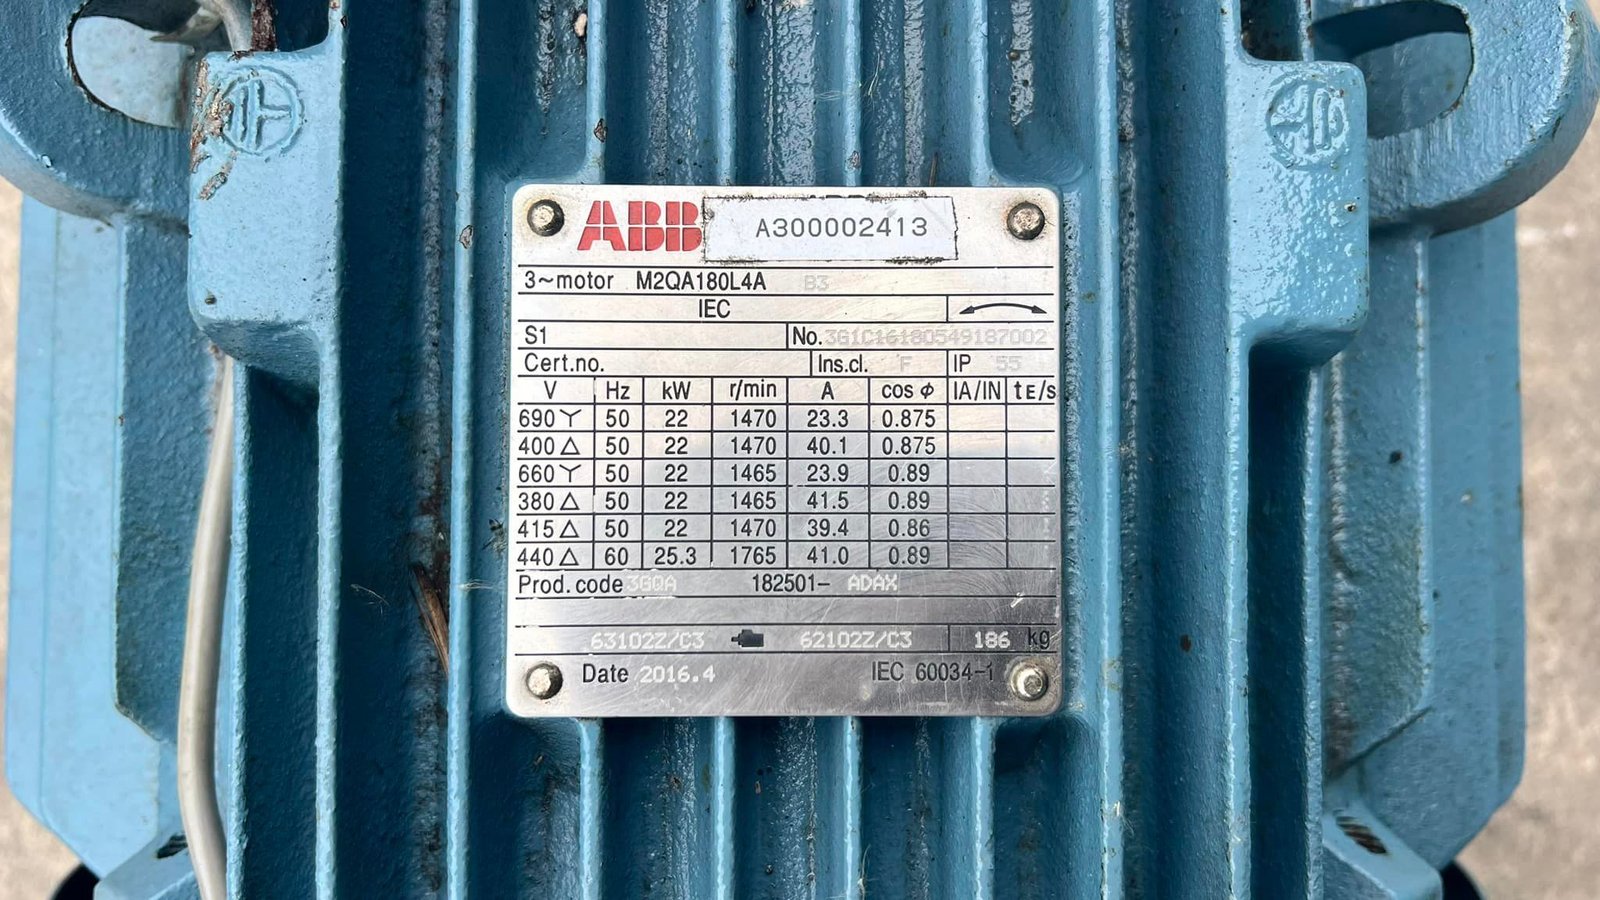 ABB A300002413
3~motor M2QA180L4A B3
IEC
S1 No. 3G1C16180549187002
Cert.no. Ins.cl. F IP 55
V Hz kW r/min A cos ϕ IA/IN tE/s
690 Y 50 22 1470 23.3 0.875
400 △ 50 22 1470 40.1 0.875
660 Y 50 22 1465 23.9 0.89
380 △ 50 22 1465 41.5 0.89
415 △ 50 22 1470 39.4 0.86
440 △ 60 25.3 1765 41.0 0.89
Prod. code 3GQA 182501- ADAX
63102Z/C3 62102Z/C3 186 kg
Date 2016.4 IEC 60034-1